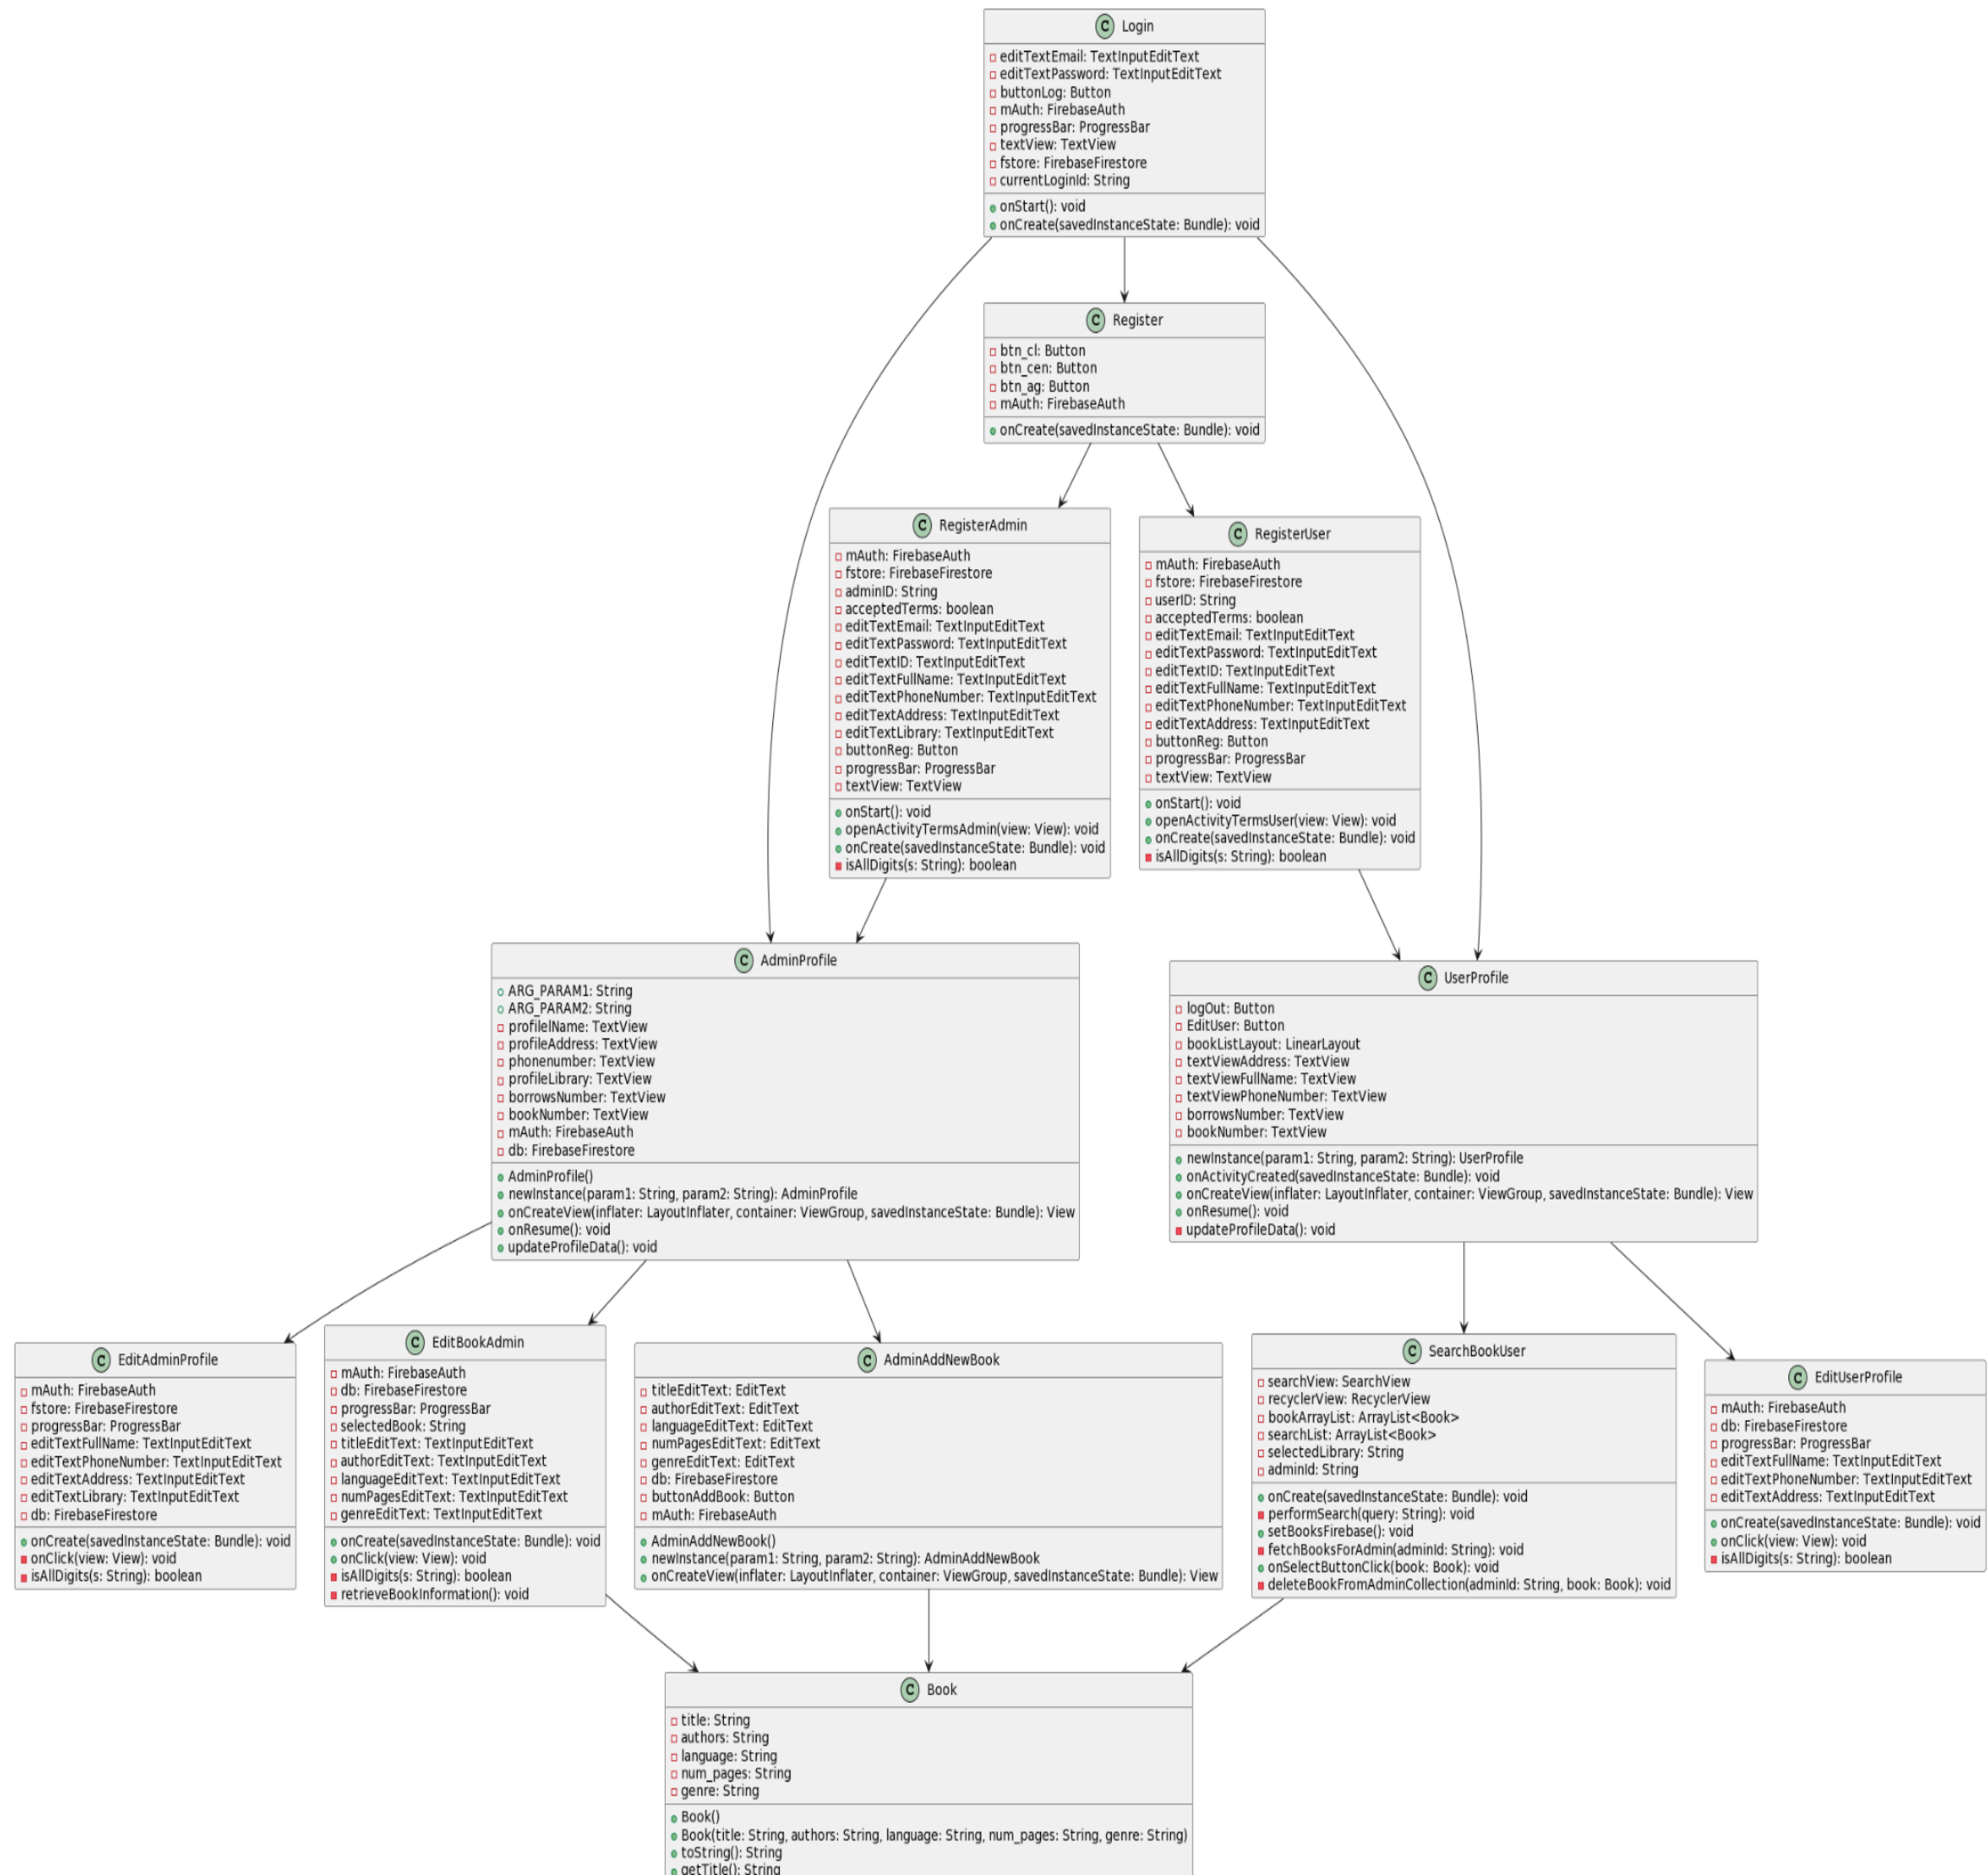 C Login
editTextEmail: TextInputEditText
editTextPassword: TextInputEditText
buttonLog: Button
mAuth: FirebaseAuth
progressBar: ProgressBar
textView: TextView
fstore: FirebaseFirestore
currentLoginId: String
onStart(): void
onCreate(savedInstanceState: Bundle): void
C Register
btn_cl: Button
btn_cen: Button
btn_ag: Button
mAuth: FirebaseAuth
onCreate(savedInstanceState: Bundle): void
C RegisterAdmin
mAuth: FirebaseAuth
fstore: FirebaseFirestore
adminID: String
acceptedTerms: boolean
editTextEmail: TextInputEditText
editTextPassword: TextInputEditText
editTextID: TextInputEditText
editTextFullName: TextInputEditText
editTextPhoneNumber: TextInputEditText
editTextAddress: TextInputEditText
editTextLibrary: TextInputEditText
buttonReg: Button
progressBar: ProgressBar
textView: TextView
onStart(): void
openActivityTermsAdmin(view: View): void
onCreate(savedInstanceState: Bundle): void
isAllDigits(s: String): boolean
C RegisterUser
mAuth: FirebaseAuth
fstore: FirebaseFirestore
userID: String
acceptedTerms: boolean
editTextEmail: TextInputEditText
editTextPassword: TextInputEditText
editTextID: TextInputEditText
editTextFullName: TextInputEditText
editTextPhoneNumber: TextInputEditText
editTextAddress: TextInputEditText
buttonReg: Button
progressBar: ProgressBar
textView: TextView
onStart(): void
openActivityTermsUser(view: View): void
onCreate(savedInstanceState: Bundle): void
isAllDigits(s: String): boolean
C AdminProfile
ARG_PARAM1: String
ARG_PARAM2: String
profilelName: TextView
profileAddress: TextView
phonenumber: TextView
profileLibrary: TextView
borrowsNumber: TextView
bookNumber: TextView
mAuth: FirebaseAuth
db: FirebaseFirestore
AdminProfile()
newInstance(param1: String, param2: String): AdminProfile
onCreateView(inflater: LayoutInflater, container: ViewGroup, savedInstanceState: Bundle): View
onResume(): void
updateProfileData(): void
C UserProfile
logOut: Button
EditUser: Button
bookListLayout: LinearLayout
textViewAddress: TextView
textViewFullName: TextView
textViewPhoneNumber: TextView
borrowsNumber: TextView
bookNumber: TextView
newInstance(param1: String, param2: String): UserProfile
onActivityCreated(savedInstanceState: Bundle): void
onCreateView(inflater: LayoutInflater, container: ViewGroup, savedInstanceState: Bundle): View
onResume(): void
updateProfileData(): void
C EditAdminProfile
mAuth: FirebaseAuth
fstore: FirebaseFirestore
progressBar: ProgressBar
editTextFullName: TextInputEditText
editTextPhoneNumber: TextInputEditText
editTextAddress: TextInputEditText
editTextLibrary: TextInputEditText
db: FirebaseFirestore
onCreate(savedInstanceState: Bundle): void
onClick(view: View): void
isAllDigits(s: String): boolean
C EditBookAdmin
mAuth: FirebaseAuth
db: FirebaseFirestore
progressBar: ProgressBar
selectedBook: String
titleEditText: TextInputEditText
authorEditText: TextInputEditText
languageEditText: TextInputEditText
numPagesEditText: TextInputEditText
genreEditText: TextInputEditText
onCreate(savedInstanceState: Bundle): void
onClick(view: View): void
isAllDigits(s: String): boolean
retrieveBookInformation(): void
C AdminAddNewBook
titleEditText: EditText
authorEditText: EditText
languageEditText: EditText
numPagesEditText: EditText
genreEditText: EditText
db: FirebaseFirestore
buttonAddBook: Button
mAuth: FirebaseAuth
AdminAddNewBook()
newInstance(param1: String, param2: String): AdminAddNewBook
onCreateView(inflater: LayoutInflater, container: ViewGroup, savedInstanceState: Bundle): View
C SearchBookUser
searchView: SearchView
recyclerView: RecyclerView
bookArrayList: ArrayList<Book>
searchList: ArrayList<Book>
selectedLibrary: String
adminId: String
onCreate(savedInstanceState: Bundle): void
performSearch(query: String): void
setBooksFirebase(): void
fetchBooksForAdmin(adminId: String): void
onSelectButtonClick(book: Book): void
deleteBookFromAdminCollection(adminId: String, book: Book): void
C EditUserProfile
mAuth: FirebaseAuth
db: FirebaseFirestore
progressBar: ProgressBar
editTextFullName: TextInputEditText
editTextPhoneNumber: TextInputEditText
editTextAddress: TextInputEditText
onCreate(savedInstanceState: Bundle): void
onClick(view: View): void
isAllDigits(s: String): boolean
C Book
title: String
authors: String
language: String
num_pages: String
genre: String
Book()
Book(title: String, authors: String, language: String, num_pages: String, genre: String)
toString(): String
getTitle(): String